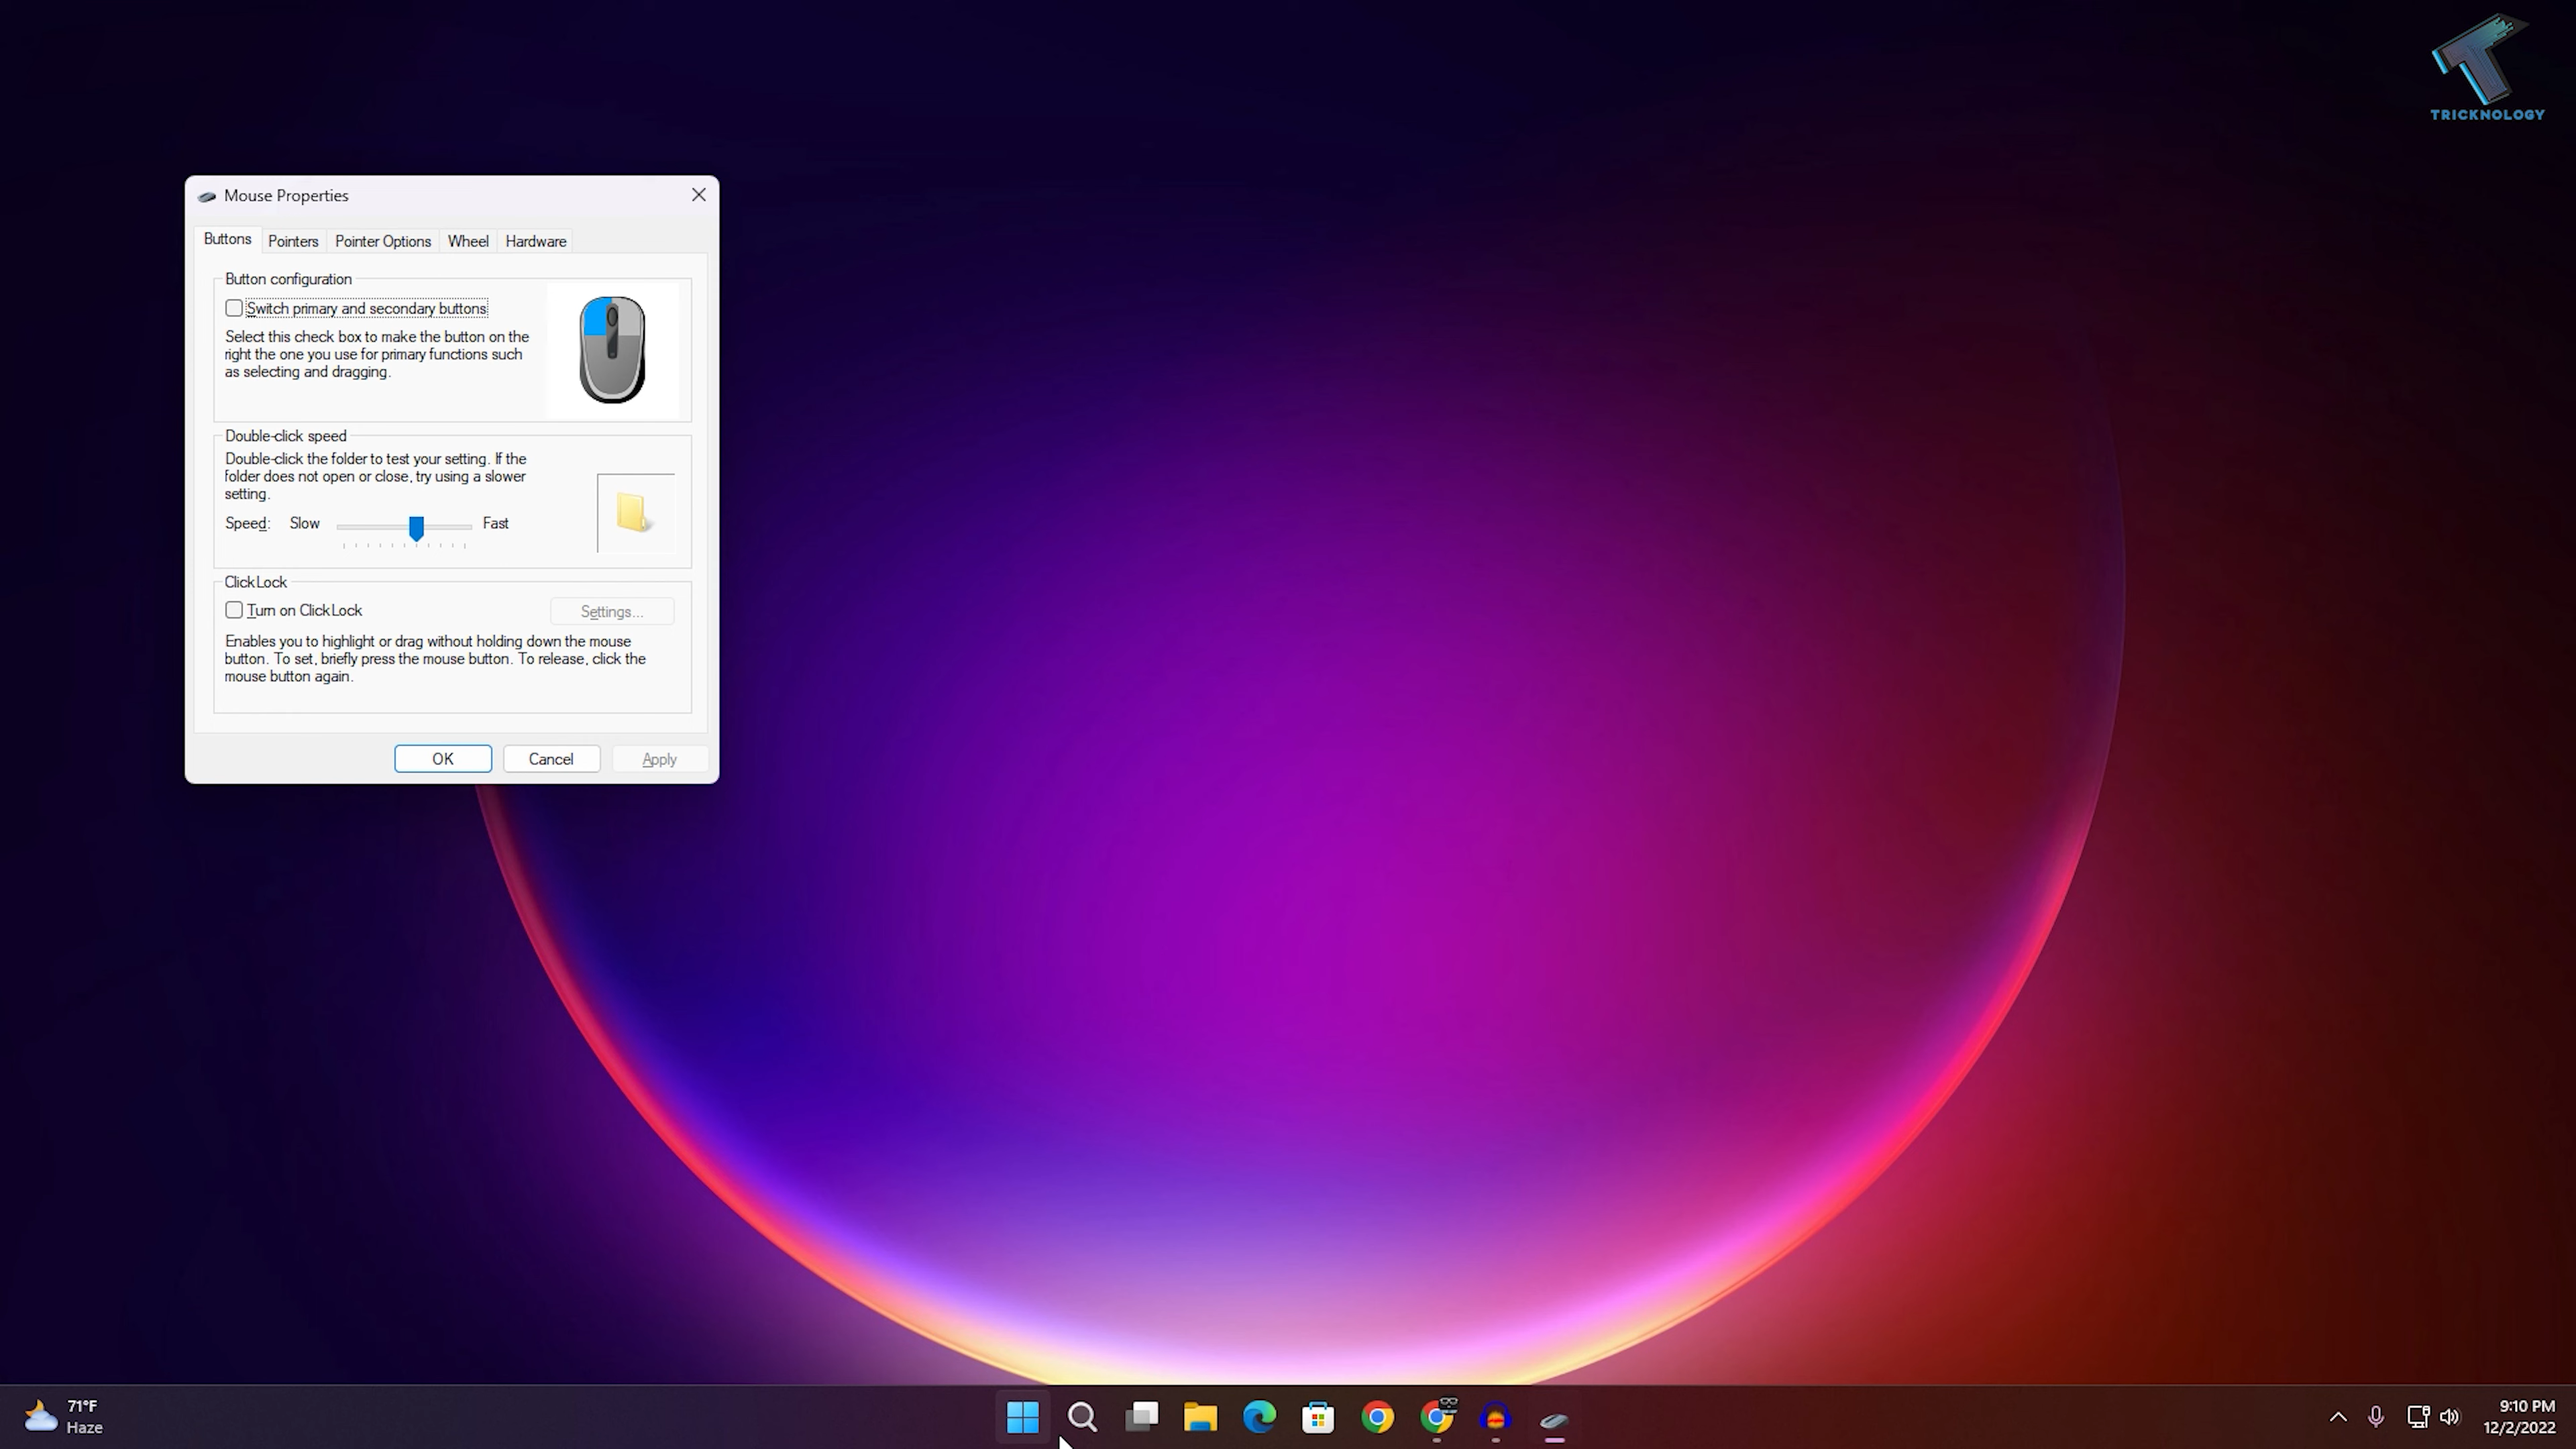 TRICKNOLOGY
Mouse Properties
Buttons Pointers Pointer Options Wheel Hardware
Button configuration
Switch primary and secondary buttons
Select this check box to make the button on the
right the one you use for primary functions such
as selecting and dragging.
Double-click speed
Double-click the folder to test your setting. If the
folder does not open or close, try using a slower
setting.
Speed: Slow Fast
ClickLock
Turn on ClickLock Settings...
Enables you to highlight or drag without holding down the mouse
button. To set, briefly press the mouse button. To release, click the
mouse button again.
OK Cancel Apply
71°F
Haze
9:10 PM
12/2/2022